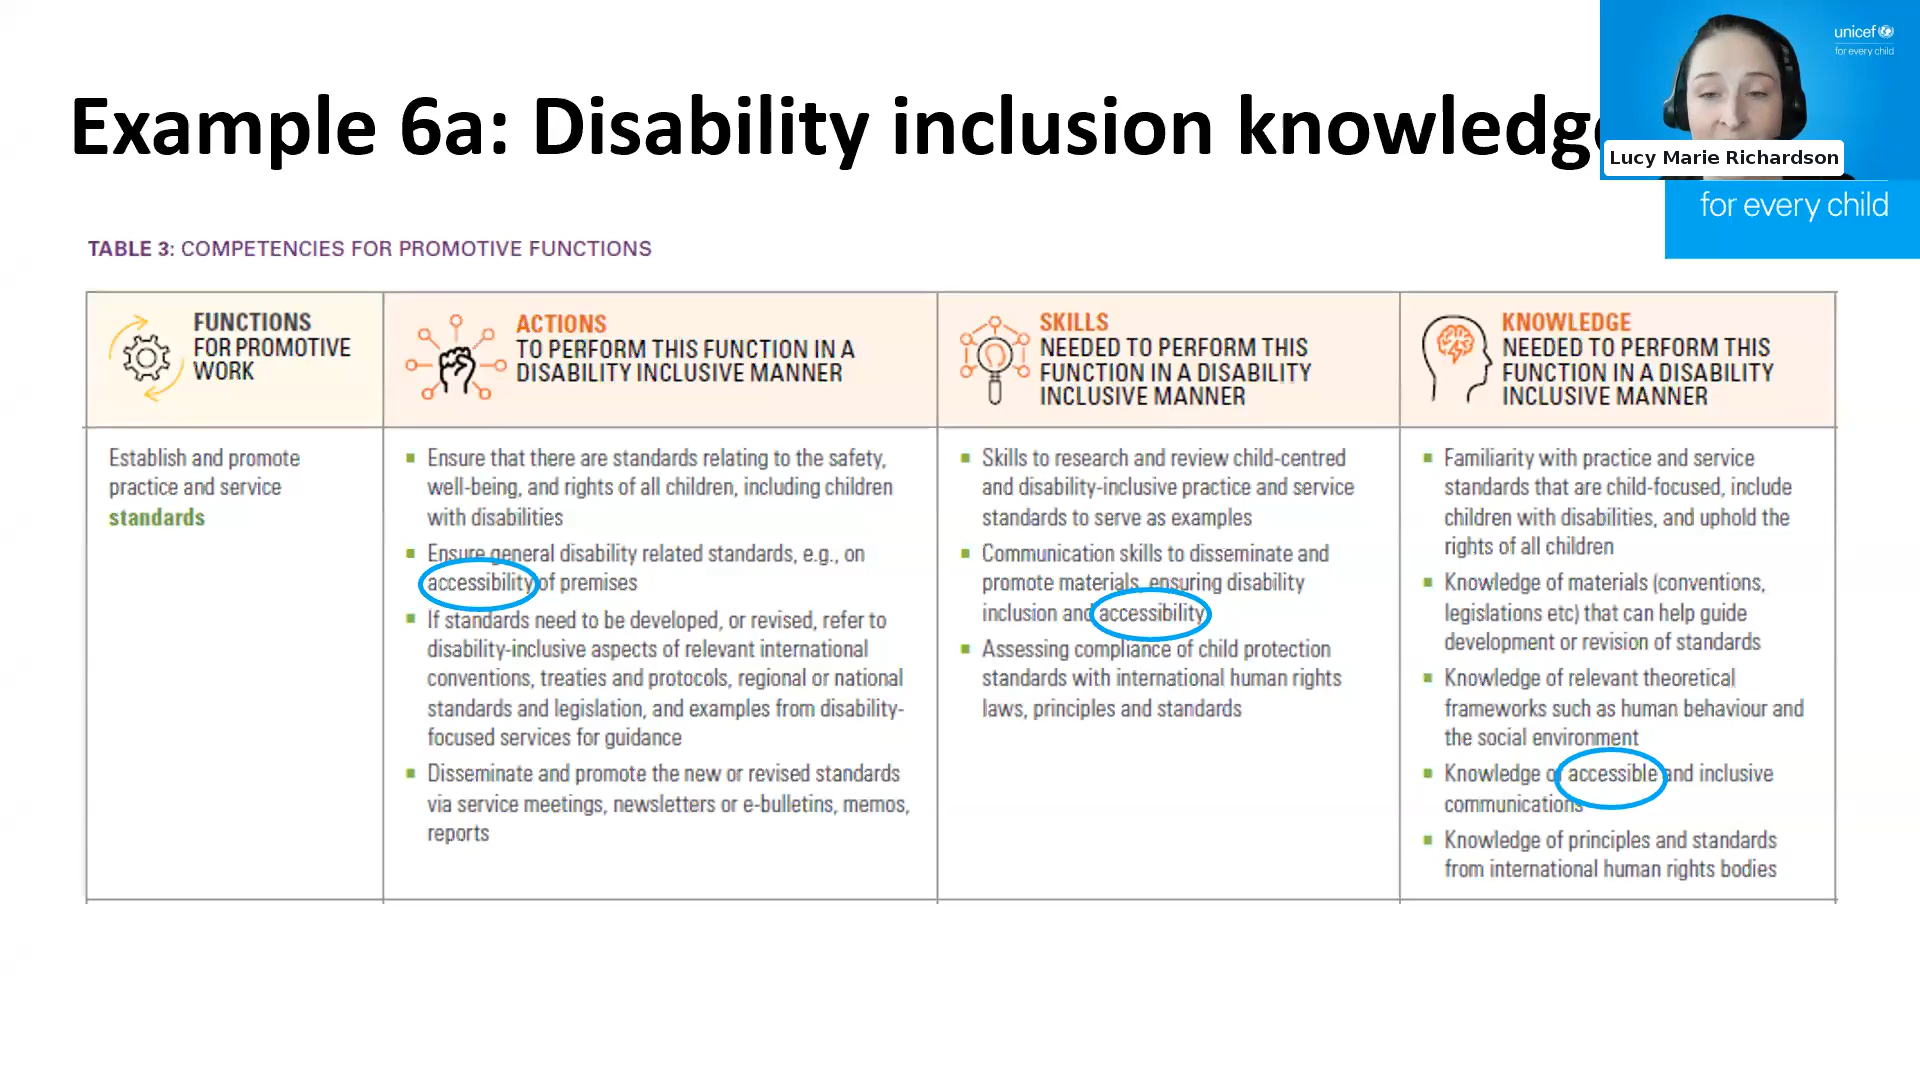 unicef
for every child
Example 6a: Disability inclusion knowledge
Lucy Marie Richardson
for every child
TABLE 3: COMPETENCIES FOR PROMOTIVE FUNCTIONS
FUNCTIONS
FOR PROMOTIVE
WORK
ACTIONS
TO PERFORM THIS FUNCTION IN A
DISABILITY INCLUSIVE MANNER
SKILLS
NEEDED TO PERFORM THIS
FUNCTION IN A DISABILITY
INCLUSIVE MANNER
KNOWLEDGE
NEEDED TO PERFORM THIS
FUNCTION IN A DISABILITY
INCLUSIVE MANNER
Establish and promote
practice and service
standards
Ensure that there are standards relating to the safety,
well-being, and rights of all children, including children
with disabilities
Ensure general disability related standards, e.g., on
accessibility of premises
If standards need to be developed, or revised, refer to
disability-inclusive aspects of relevant international
conventions, treaties and protocols, regional or national
standards and legislation, and examples from disability-
focused services for guidance
Disseminate and promote the new or revised standards
via service meetings, newsletters or e-bulletins, memos,
reports
Skills to research and review child-centred
and disability-inclusive practice and service
standards to serve as examples
Communication skills to disseminate and
promote materials, ensuring disability
inclusion and accessibility
Assessing compliance of child protection
standards with international human rights
laws, principles and standards
Familiarity with practice and service
standards that are child-focused, include
children with disabilities, and uphold the
rights of all children
Knowledge of materials (conventions,
legislations etc) that can help guide
development or revision of standards
Knowledge of relevant theoretical
frameworks such as human behaviour and
the social environment
Knowledge of accessible and inclusive
communications
Knowledge of principles and standards
from international human rights bodies